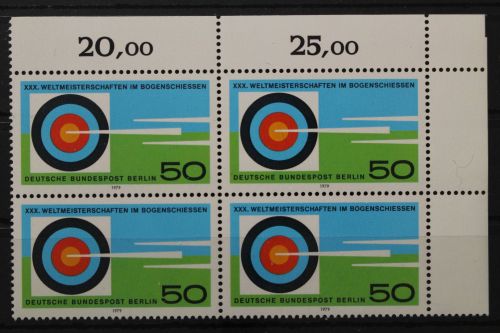 20,00 25,00
XXX. WELTMEISTERSCHAFTEN IM BOGENSCHIESSEN
DEUTSCHE BUNDESPOST BERLIN 50
1979
XXX. WELTMEISTERSCHAFTEN IM BOGENSCHIESSEN
DEUTSCHE BUNDESPOST BERLIN 50
1979
XXX. WELTMEISTERSCHAFTEN IM BOGENSCHIESSEN
DEUTSCHE BUNDESPOST BERLIN 50
1979
XXX. WELTMEISTERSCHAFTEN IM BOGENSCHIESSEN
DEUTSCHE BUNDESPOST BERLIN 50
1979